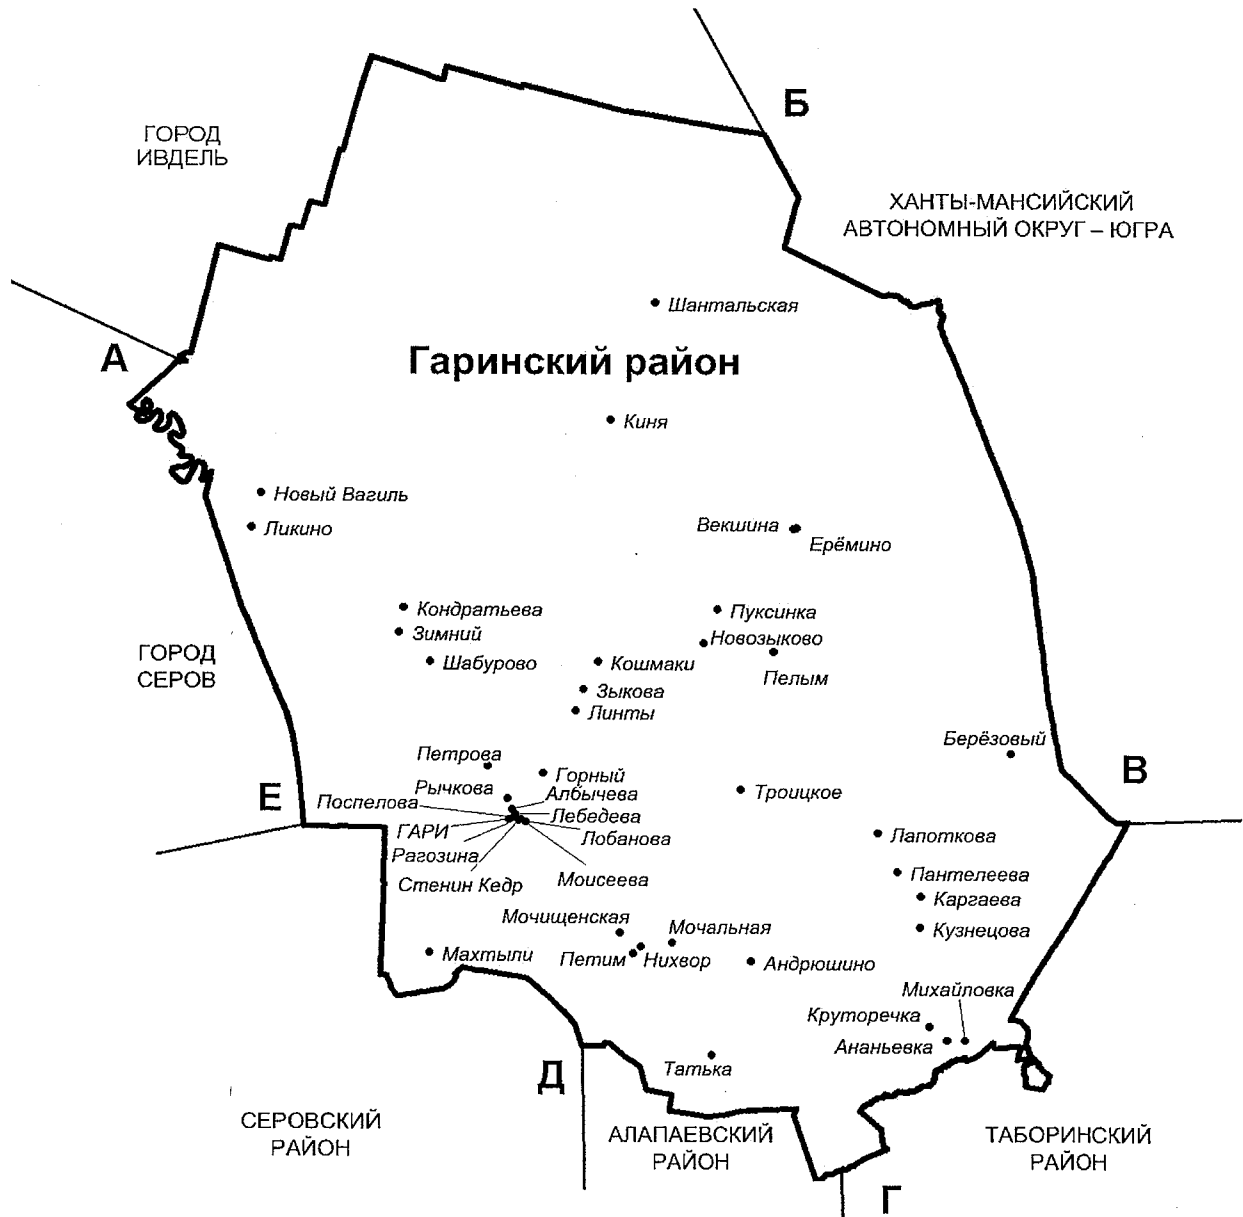 Б
ГОРОД
ИВДЕЛЬ
ХАНТЫ-МАНСИЙСКИЙ
АВТОНОМНЫЙ ОКРУГ – ЮГРА
Шантальская
А
Гаринский район
Киня
Новый Вагиль
Ликино
Векшина
Ерёмино
Кондратьева
Пуксинка
Зимний
Новозыково
Шабурово
Кошмаки
Пелым
ГОРОД
СЕРОВ
Зыкова
Линты
Берёзовый
Петрова
Горный
В
Рычкова
Албычева
Троицкое
Е
Поспелова
Лебедева
ГАРИ
Лобанова
Лапоткова
Рагозина
Стенин Кедр
Моисеева
Пантелеева
Каргаева
Мочищенская
Мочальная
Кузнецова
Махтыли
Петим
Нихвор
Андрюшино
Михайловка
Круторечка
Ананьевка
Татька
Д
СЕРОВСКИЙ
РАЙОН
АЛАПАЕВСКИЙ
РАЙОН
ТАБОРИНСКИЙ
РАЙОН
Г